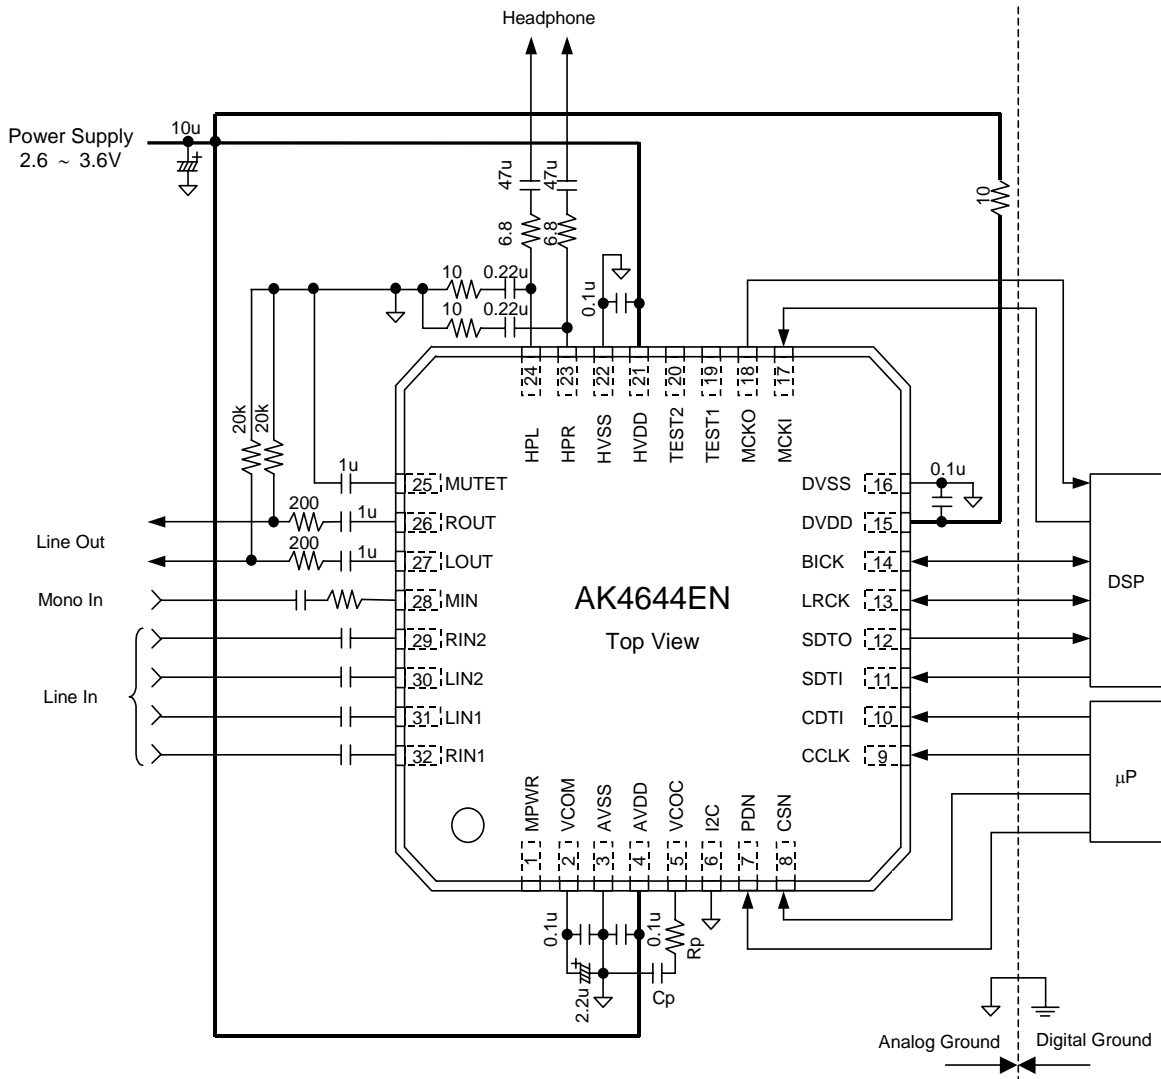 Headphone
Power Supply
2.6 ~ 3.6V
10u
+
47u
47u
6.8
6.8
10
10
0.22u
10
0.22u
0.1u
20k
20k
24
23
22
21
20
19
18
17
HPL
HPR
HVSS
HVDD
TEST2
TEST1
MCKO
MCKI
1u
25 MUTET
200
1u
26 ROUT
200
1u
27 LOUT
28 MIN
29 RIN2
30 LIN2
31 LIN1
32 RIN1
Line Out
Mono In
Line In
AK4644EN
Top View
DVSS 16
0.1u
DVDD 15
BICK 14
LRCK 13
SDTO 12
SDTI 11
CDTI 10
CCLK 9
DSP
μP
MPWR
VCOM
AVSS
AVDD
VCOC
I2C
PDN
CSN
1
2
3
4
5
6
7
8
0.1u
0.1u
Rp
+
2.2u
Cp
Analog Ground
Digital Ground